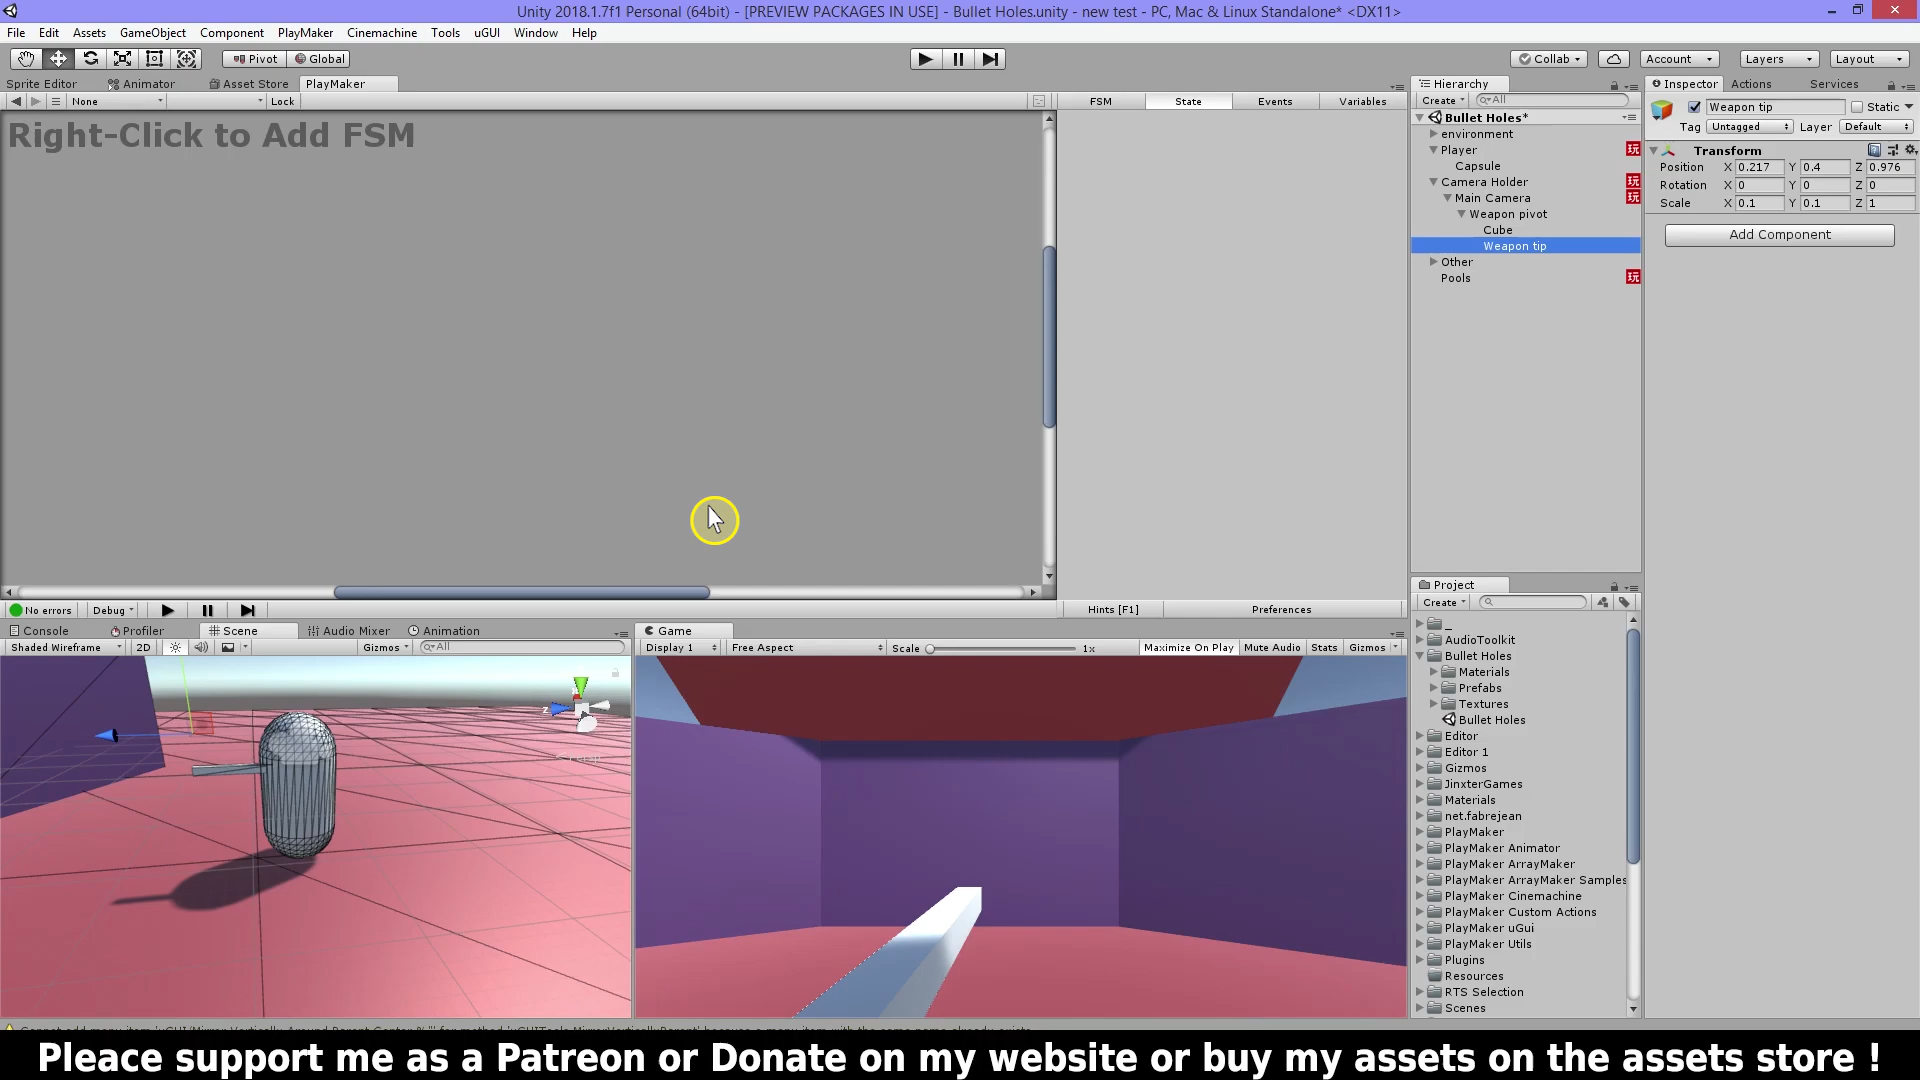 Unity 2018.1.7f1 Personal (64bit) - [PREVIEW PACKAGES IN USE] - Bullet Holes.unity - new test - PC, Mac & Linux Standalone* <DX11>
File Edit Assets GameObject Component PlayMaker Cinemachine Tools uGUI Window Help
Pivot Global Collab Account Layers Layout
Sprite Editor Animator Asset Store PlayMaker
None Lock
Right-Click to Add FSM
FSM State Events Variables
Hierarchy
Create All
Bullet Holes*
environment
Player 玩
Capsule
Camera Holder 玩
Main Camera 玩
Weapon pivot
Cube
Weapon tip
Other
Pools 玩
Inspector Actions Services
Weapon tip Static
Tag Untagged Layer Default
Transform
Position X 0.217 Y 0.4 Z 0.976
Rotation X 0 Y 0 Z 0
Scale X 0.1 Y 0.1 Z 1
Add Component
No errors Debug
Hints [F1] Preferences
Console Profiler Scene Audio Mixer Animation
Shaded Wireframe 2D Gizmos All
z
Game
Display 1 Free Aspect Scale 1x Maximize On Play Mute Audio Stats Gizmos
Project
Create
_
AudioToolkit
Bullet Holes
Materials
Prefabs
Textures
Bullet Holes
Editor
Editor 1
Gizmos
JinxterGames
Materials
net.fabrejean
PlayMaker
PlayMaker Animator
PlayMaker ArrayMaker
PlayMaker ArrayMaker Samples
PlayMaker Cinemachine
PlayMaker Custom Actions
PlayMaker uGui
PlayMaker Utils
Plugins
Resources
RTS Selection
Scenes
Pleace support me as a Patreon or Donate on my website or buy my assets on the assets store !